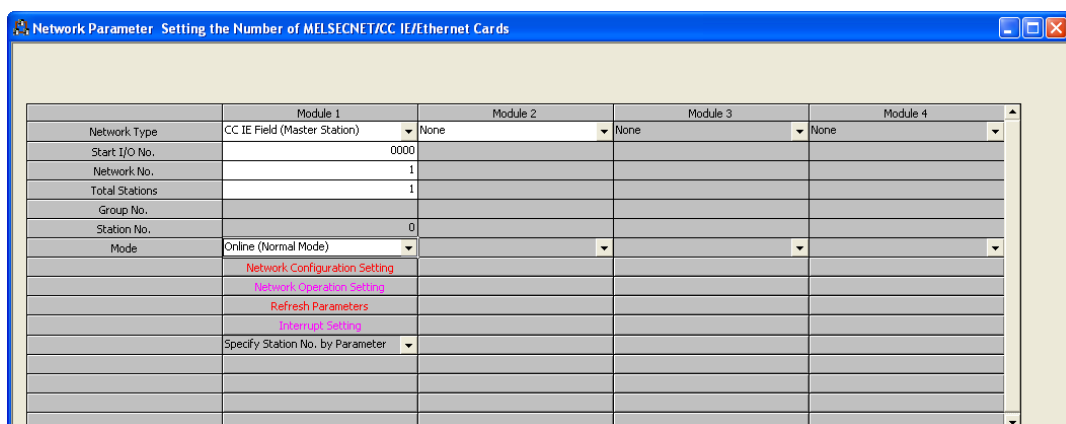 Network Parameter  Setting the Number of MELSECNET/CC IE/Ethernet Cards
Module 1 Module 2 Module 3 Module 4
Network Type CC IE Field (Master Station) None None None
Start I/O No. 0000
Network No. 1
Total Stations 1
Group No.
Station No. 0
Mode Online (Normal Mode)
Network Configuration Setting
Network Operation Setting
Refresh Parameters
Interrupt Setting
Specify Station No. by Parameter